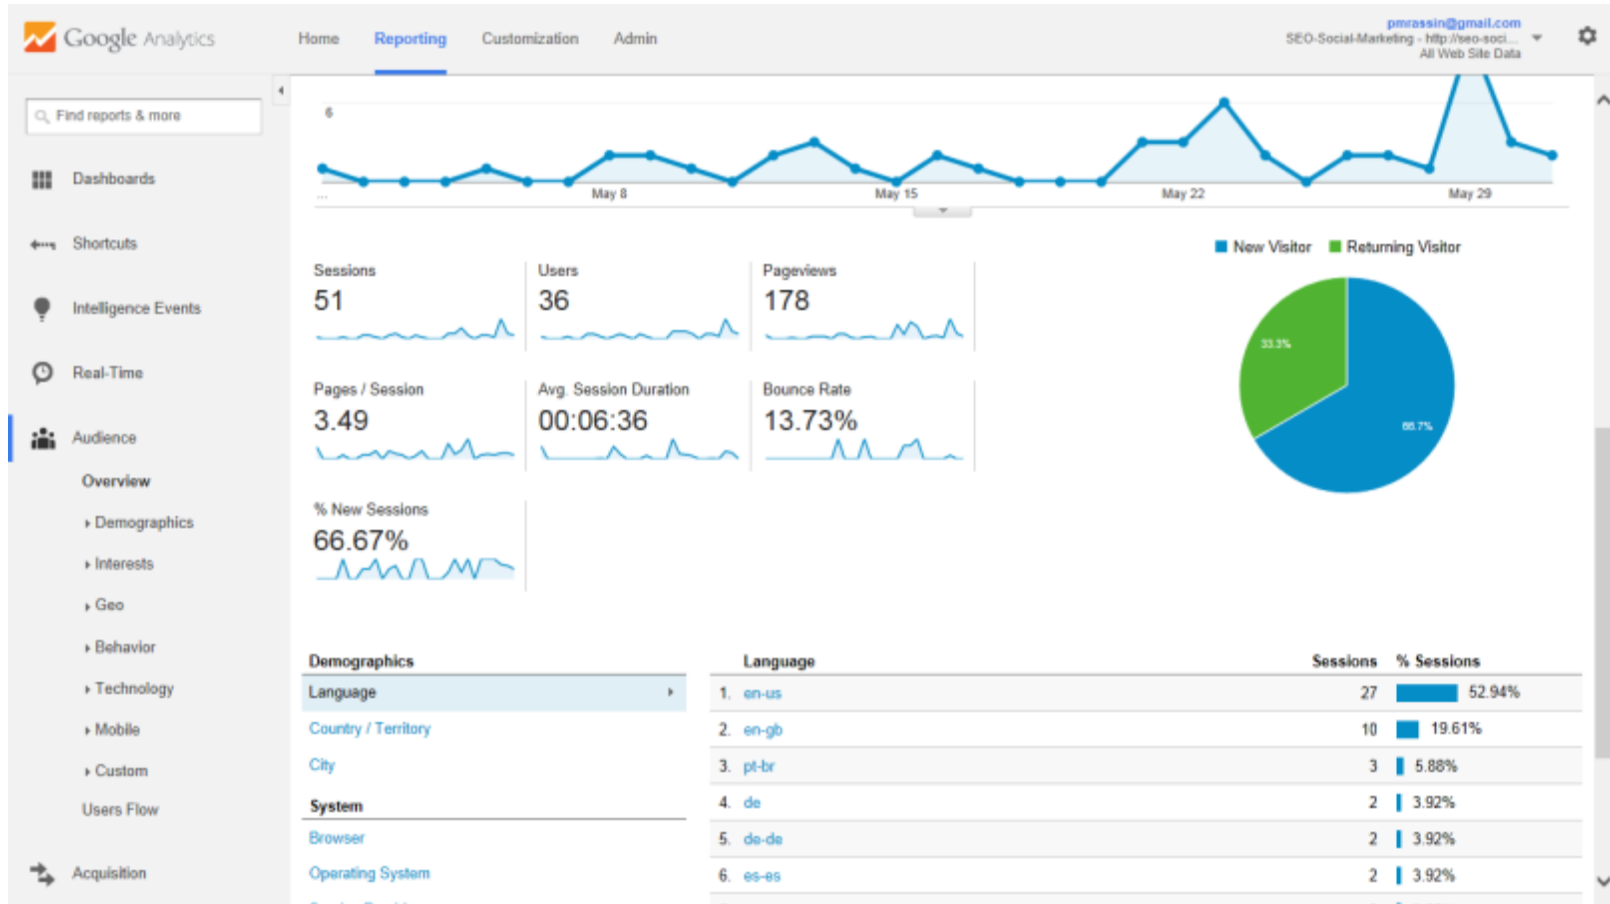 Google Analytics
Home Reporting Customization Admin
pmrassin@gmail.com
SEO-Social-Marketing - http://seo-soci...
All Web Site Data
Find reports & more
Dashboards
Shortcuts
Intelligence Events
Real-Time
Audience
Overview
Demographics
Interests
Geo
Behavior
Technology
Mobile
Custom
Users Flow
Acquisition
6
... May 8 May 15 May 22 May 29
New Visitor Returning Visitor
33.3%
66.7%
Sessions
51
Users
36
Pageviews
178
Pages / Session
3.49
Avg. Session Duration
00:06:36
Bounce Rate
13.73%
% New Sessions
66.67%
Demographics
Language
Country / Territory
City
System
Browser
Operating System
Language Sessions % Sessions
1. en-us 27 52.94%
2. en-gb 10 19.61%
3. pt-br 3 5.88%
4. de 2 3.92%
5. de-de 2 3.92%
6. es-es 2 3.92%